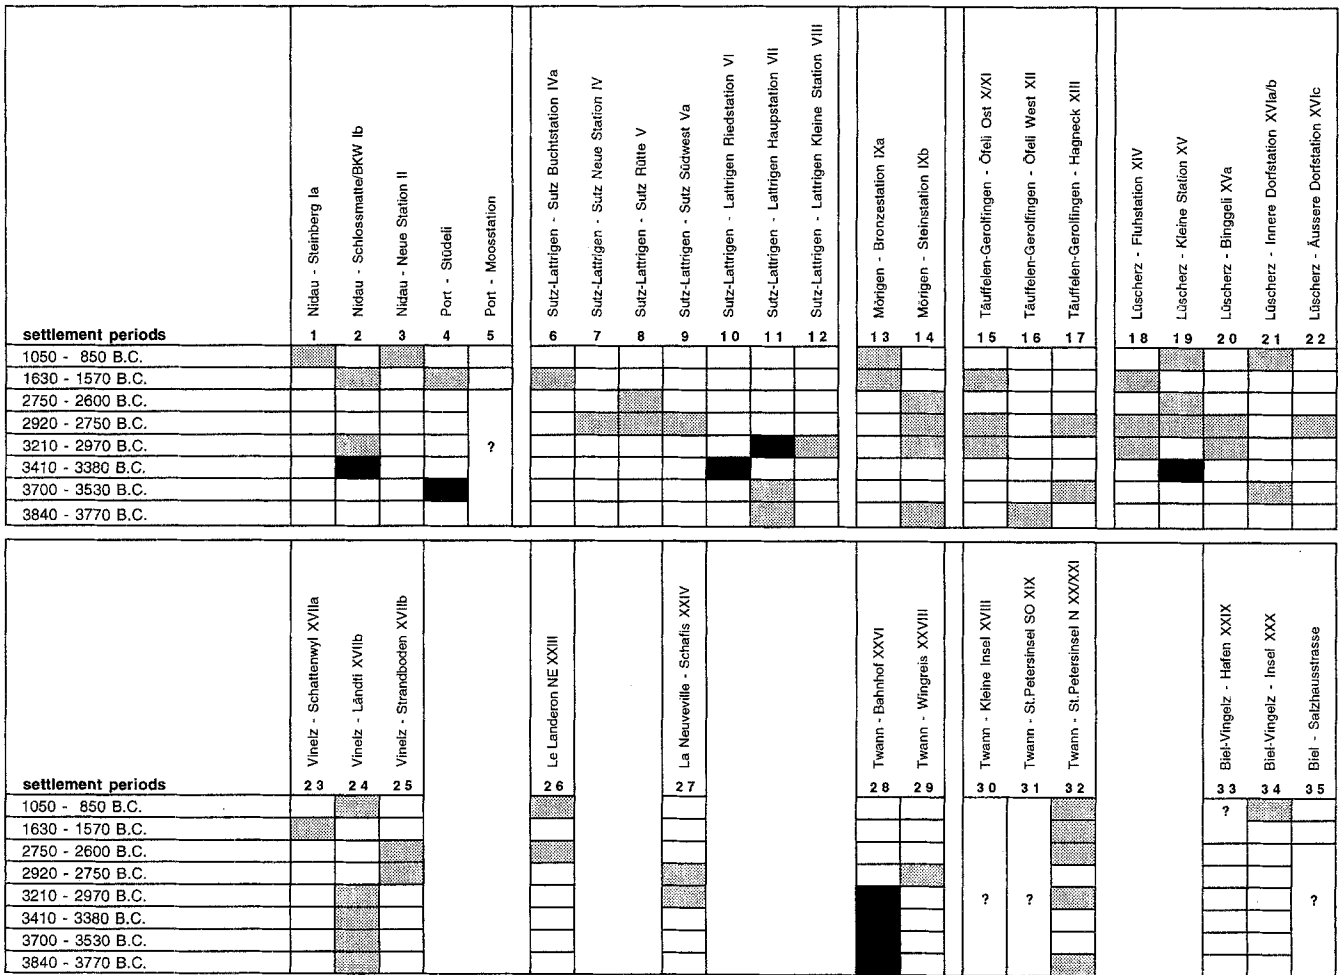 Nidau - Steinberg Ia
Nidau - Schlossmatte/BKW Ib
Nidau - Neue Station II
Port - Stüdeli
Port - Moosstation
Sutz-Lattrigen - Sutz Buchtstation IVa
Sutz-Lattrigen - Sutz Neue Station IV
Sutz-Lattrigen - Sutz Rütte V
Sutz-Lattrigen - Sutz Südwest Va
Sutz-Lattrigen - Lattrigen Riedstation VI
Sutz-Lattrigen - Lattrigen Haupstation VII
Sutz-Lattrigen - Lattrigen Kleine Station VIII
Mörigen - Bronzestation IXa
Mörigen - Steinstation IXb
Täuffelen-Gerolfingen - Öfeli Ost X/XI
Täuffelen-Gerolfingen - Öfeli West XII
Täuffelen-Gerolfingen - Hagneck XIII
Lüscherz - Fluhstation XIV
Lüscherz - Kleine Station XV
Lüscherz - Binggeli XVa
Lüscherz - Innere Dorfstation XVIa/b
Lüscherz - Äussere Dorfstation XVIc
settlement periods 1 2 3 4 5 6 7 8 9 10 11 12 13 14 15 16 17 18 19 20 21 22
1050 - 850 B.C.
1630 - 1570 B.C.
2750 - 2600 B.C.
2920 - 2750 B.C.
3210 - 2970 B.C. ?
3410 - 3380 B.C.
3700 - 3530 B.C.
3840 - 3770 B.C.
Vinelz - Schattenwyl XVIIa
Vinelz - Ländti XVIIb
Vinelz - Strandboden XVIIb
Le Landeron NE XXIII
La Neuveville - Schafis XXIV
Twann - Bahnhof XXVI
Twann - Wingreis XXVIII
Twann - Kleine Insel XVIII
Twann - St.Petersinsel SO XIX
Twann - St.Petersinsel N XX/XXI
Biel-Vingelz - Hafen XXIX
Biel-Vingelz - Insel XXX
Biel - Salzhausstrasse
settlement periods 23 24 25 26 27 28 29 30 31 32 33 34 35
1050 - 850 B.C. ?
1630 - 1570 B.C.
2750 - 2600 B.C.
2920 - 2750 B.C.
3210 - 2970 B.C. ? ? ?
3410 - 3380 B.C.
3700 - 3530 B.C.
3840 - 3770 B.C.